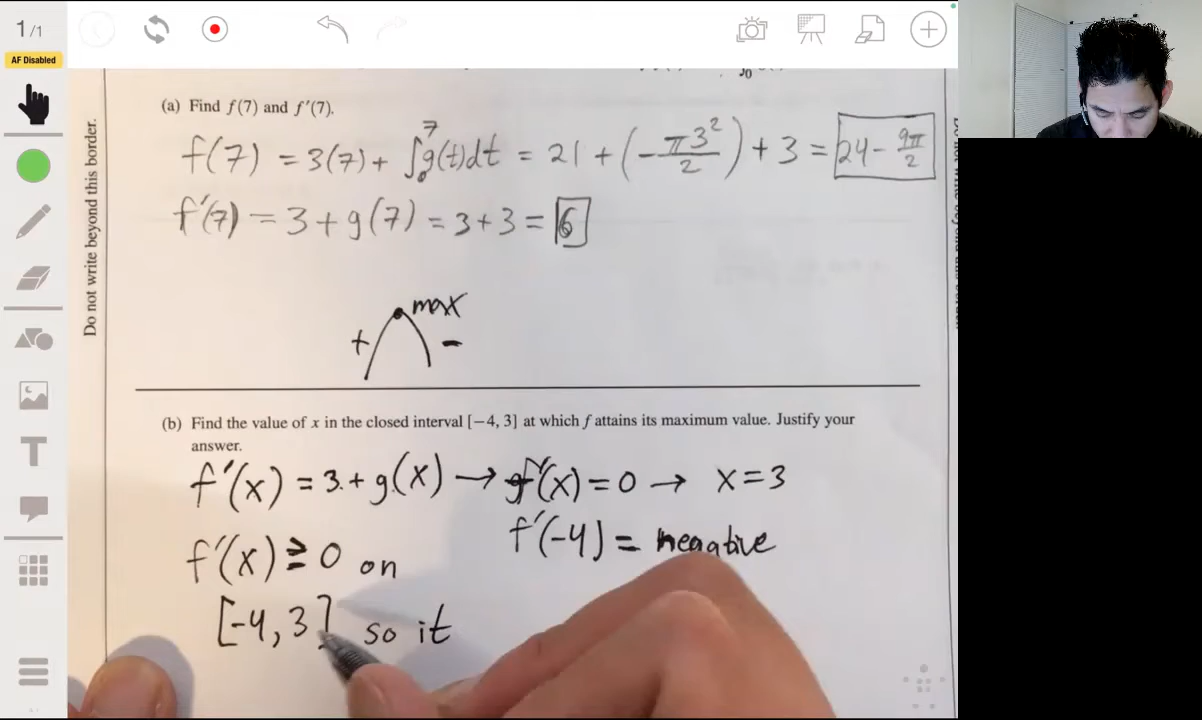 1/1
AF Disabled
Do not write beyond this border.
(a) Find f(7) and f′(7).
f(7) = 3(7) + ∫₀⁷ g(t)dt = 21 + (-π3²/2) + 3 = 24 - 9π/2
f′(7) = 3 + g(7) = 3 + 3 = 6
max
+ -
(b) Find the value of x in the closed interval [−4, 3] at which f attains its maximum value. Justify your
answer.
f′(x) = 3 + g(x) → f′(x) = 0 → x = 3
f′(-4) = negative
f′(x) ≥ 0 on
[-4, 3] so it
T